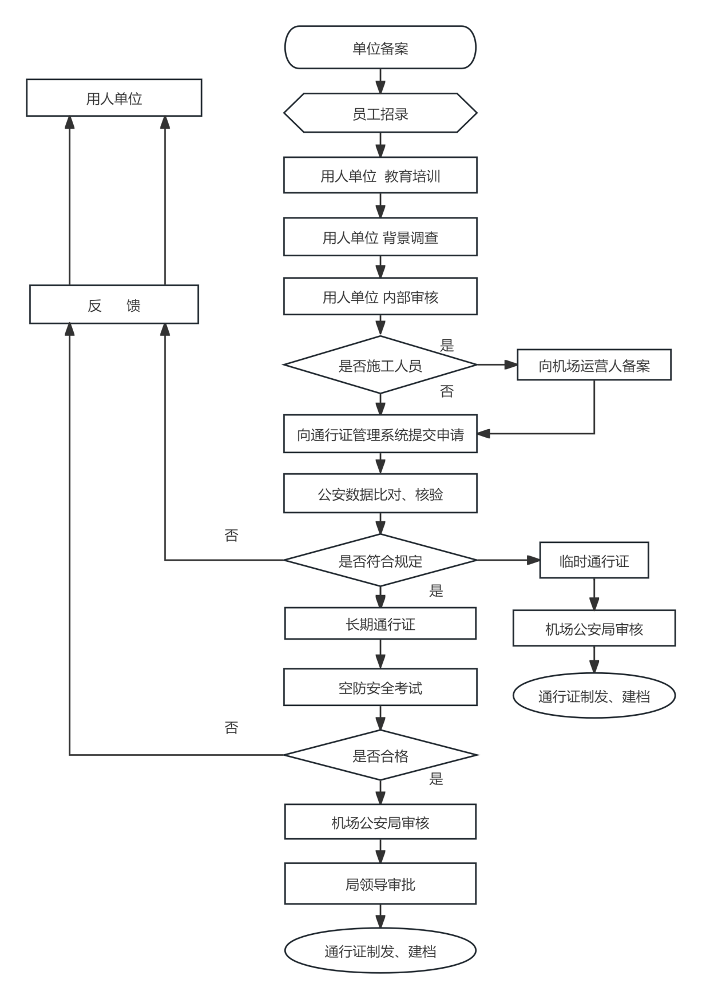 单位备案
用人单位
员工招录
用人单位 教育培训
用人单位 背景调查
用人单位 内部审核
反 馈
是
是否施工人员
向机场运营人备案
否
向通行证管理系统提交申请
公安数据比对、核验
否
是否符合规定
临时通行证
是
长期通行证
机场公安局审核
空防安全考试
通行证制发、建档
否
是否合格
是
机场公安局审核
局领导审批
通行证制发、建档